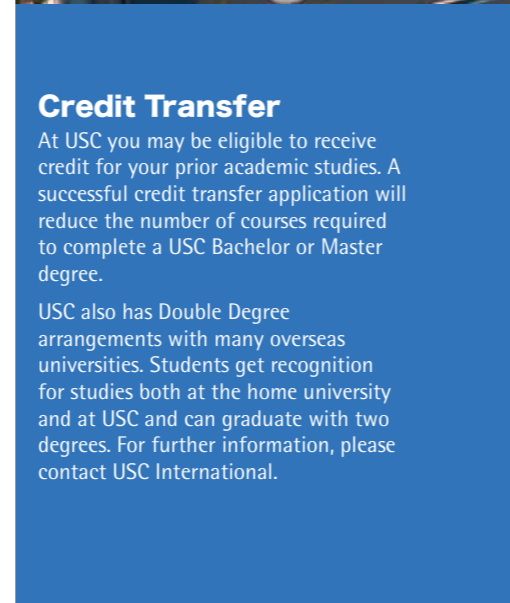 Credit Transfer
At USC you may be eligible to receive
credit for your prior academic studies. A
successful credit transfer application will
reduce the number of courses required
to complete a USC Bachelor or Master
degree.
USC also has Double Degree
arrangements with many overseas
universities. Students get recognition
for studies both at the home university
and at USC and can graduate with two
degrees. For further information, please
contact USC International.